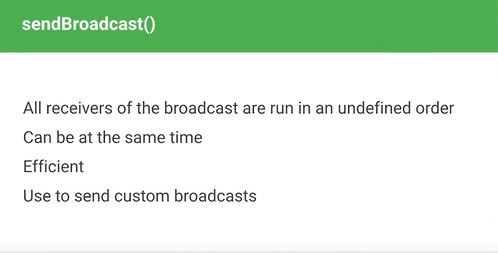 sendBroadcast()
All receivers of the broadcast are run in an undefined order
Can be at the same time
Efficient
Use to send custom broadcasts